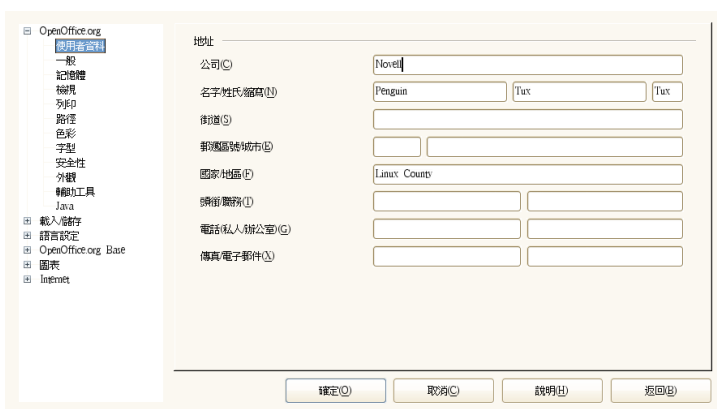 OpenOffice.org
使用者資料
一般
記憶體
檢視
列印
路徑
色彩
字型
安全性
外觀
輔助工具
Java
載入/儲存
語言設定
OpenOffice.org Base
圖表
Internet
地址
公司(C)
Novell
名字/姓氏/縮寫(N)
Penguin
Tux
Tux
街道(S)
郵遞區號/城市(E)
國家/地區(F)
Linux County
頭銜/職務(T)
電話(私人/辦公室)(G)
傳真/電子郵件(X)
確定(O)
取消(C)
說明(H)
返回(B)